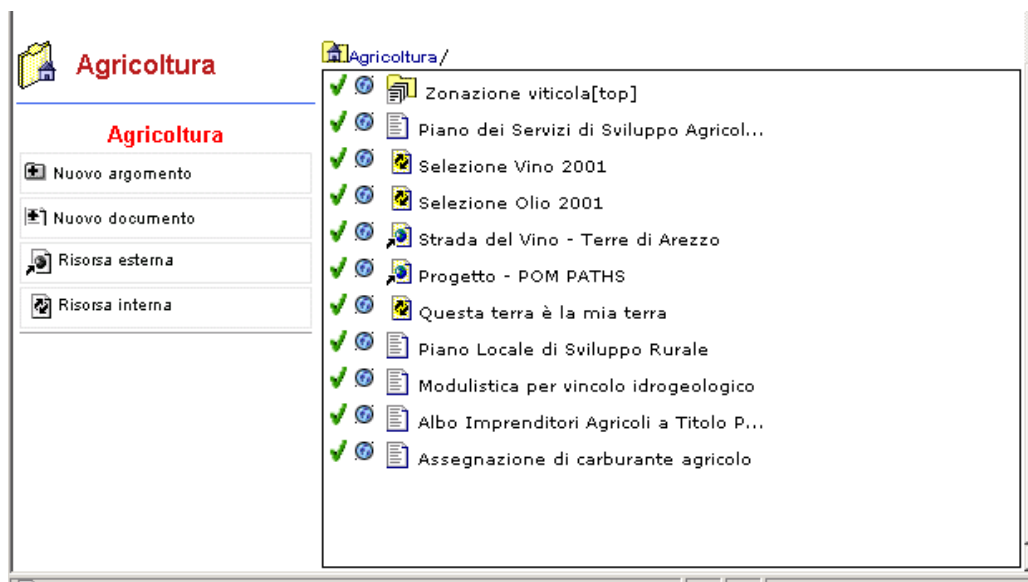 Agricoltura
Agricoltura
Nuovo argomento
Nuovo documento
Risorsa esterna
Risorsa interna
Agricoltura/
Zonazione viticola[top]
Piano dei Servizi di Sviluppo Agricol...
Selezione Vino 2001
Selezione Olio 2001
Strada del Vino - Terre di Arezzo
Progetto - POM PATHS
Questa terra è la mia terra
Piano Locale di Sviluppo Rurale
Modulistica per vincolo idrogeologico
Albo Imprenditori Agricoli a Titolo P...
Assegnazione di carburante agricolo